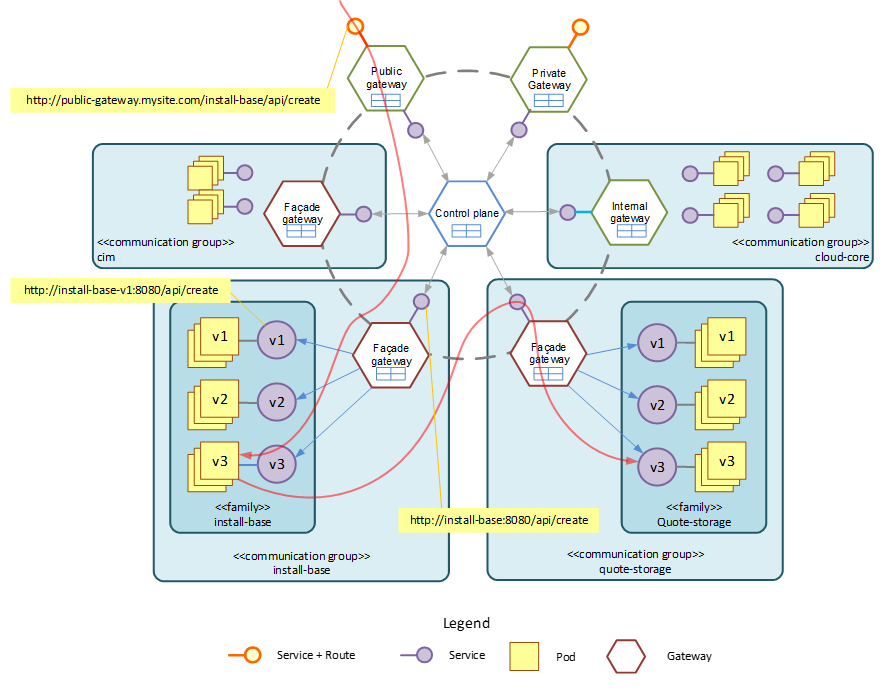 Public
gateway
Private
Gateway
http://public-gateway.mysite.com/install-base/api/create
Façade
gateway
Control plane
Internal
gateway
<<communication group>>
cim
<<communication group>>
cloud-core
http://install-base-v1:8080/api/create
v1
v1
Façade
gateway
Façade
gateway
v1
v1
v2
v2
v2
v2
v3
v3
v3
v3
<<family>>
install-base
<<family>>
Quote-storage
http://install-base:8080/api/create
<<communication group>>
install-base
<<communication group>>
quote-storage
Legend
Service + Route
Service
Pod
Gateway